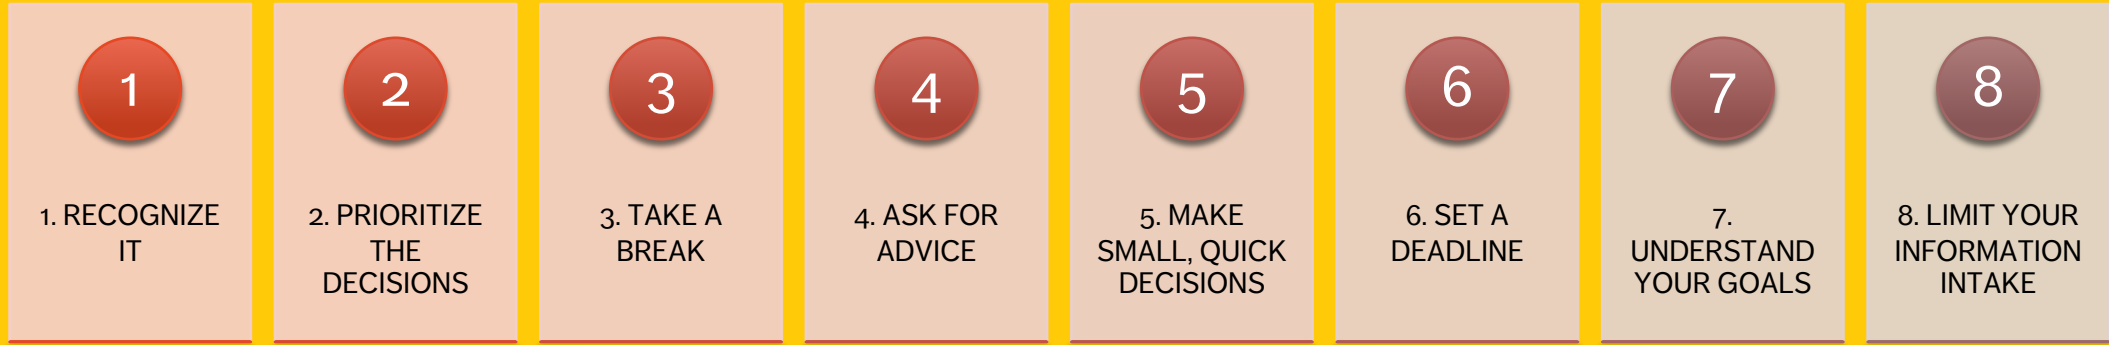 1
1. RECOGNIZE
IT
2
2. PRIORITIZE
THE
DECISIONS
3
3. TAKE A
BREAK
4
4. ASK FOR
ADVICE
5
5. MAKE
SMALL, QUICK
DECISIONS
6
6. SET A
DEADLINE
7
7.
UNDERSTAND
YOUR GOALS
8
8. LIMIT YOUR
INFORMATION
INTAKE